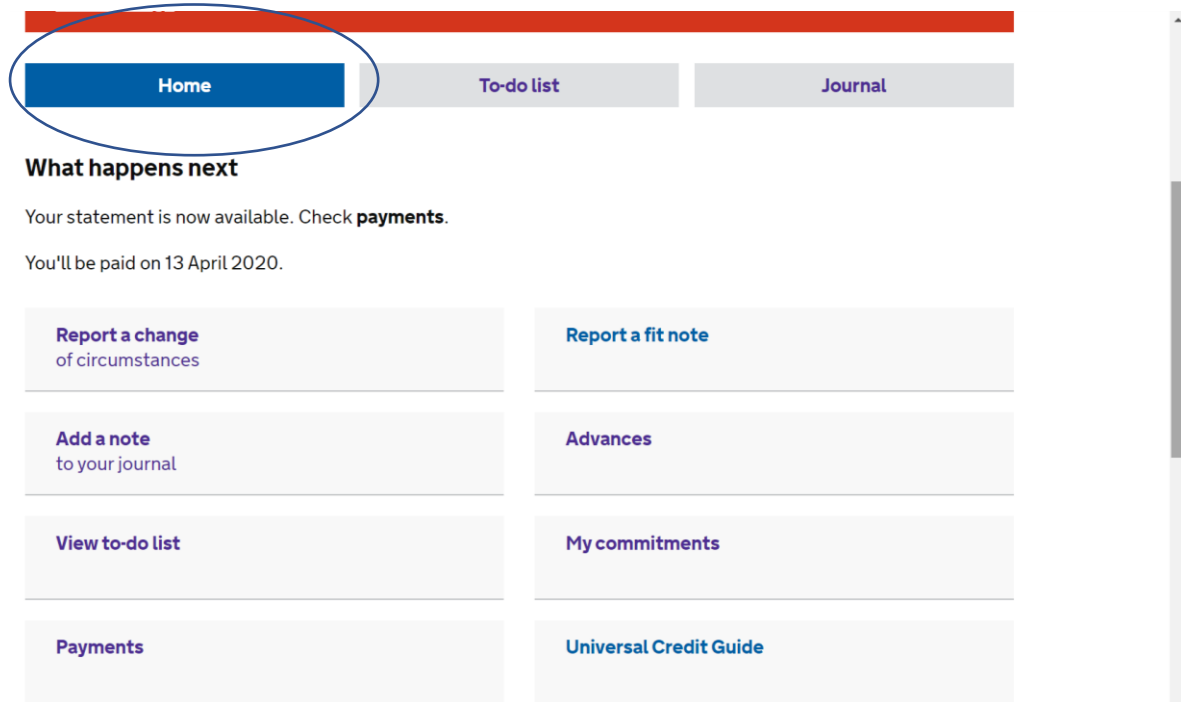 Home
To-do list
Journal
What happens next
Your statement is now available. Check payments.
You'll be paid on 13 April 2020.
Report a change
of circumstances
Report a fit note
Add a note
to your journal
Advances
View to-do list
My commitments
Payments
Universal Credit Guide